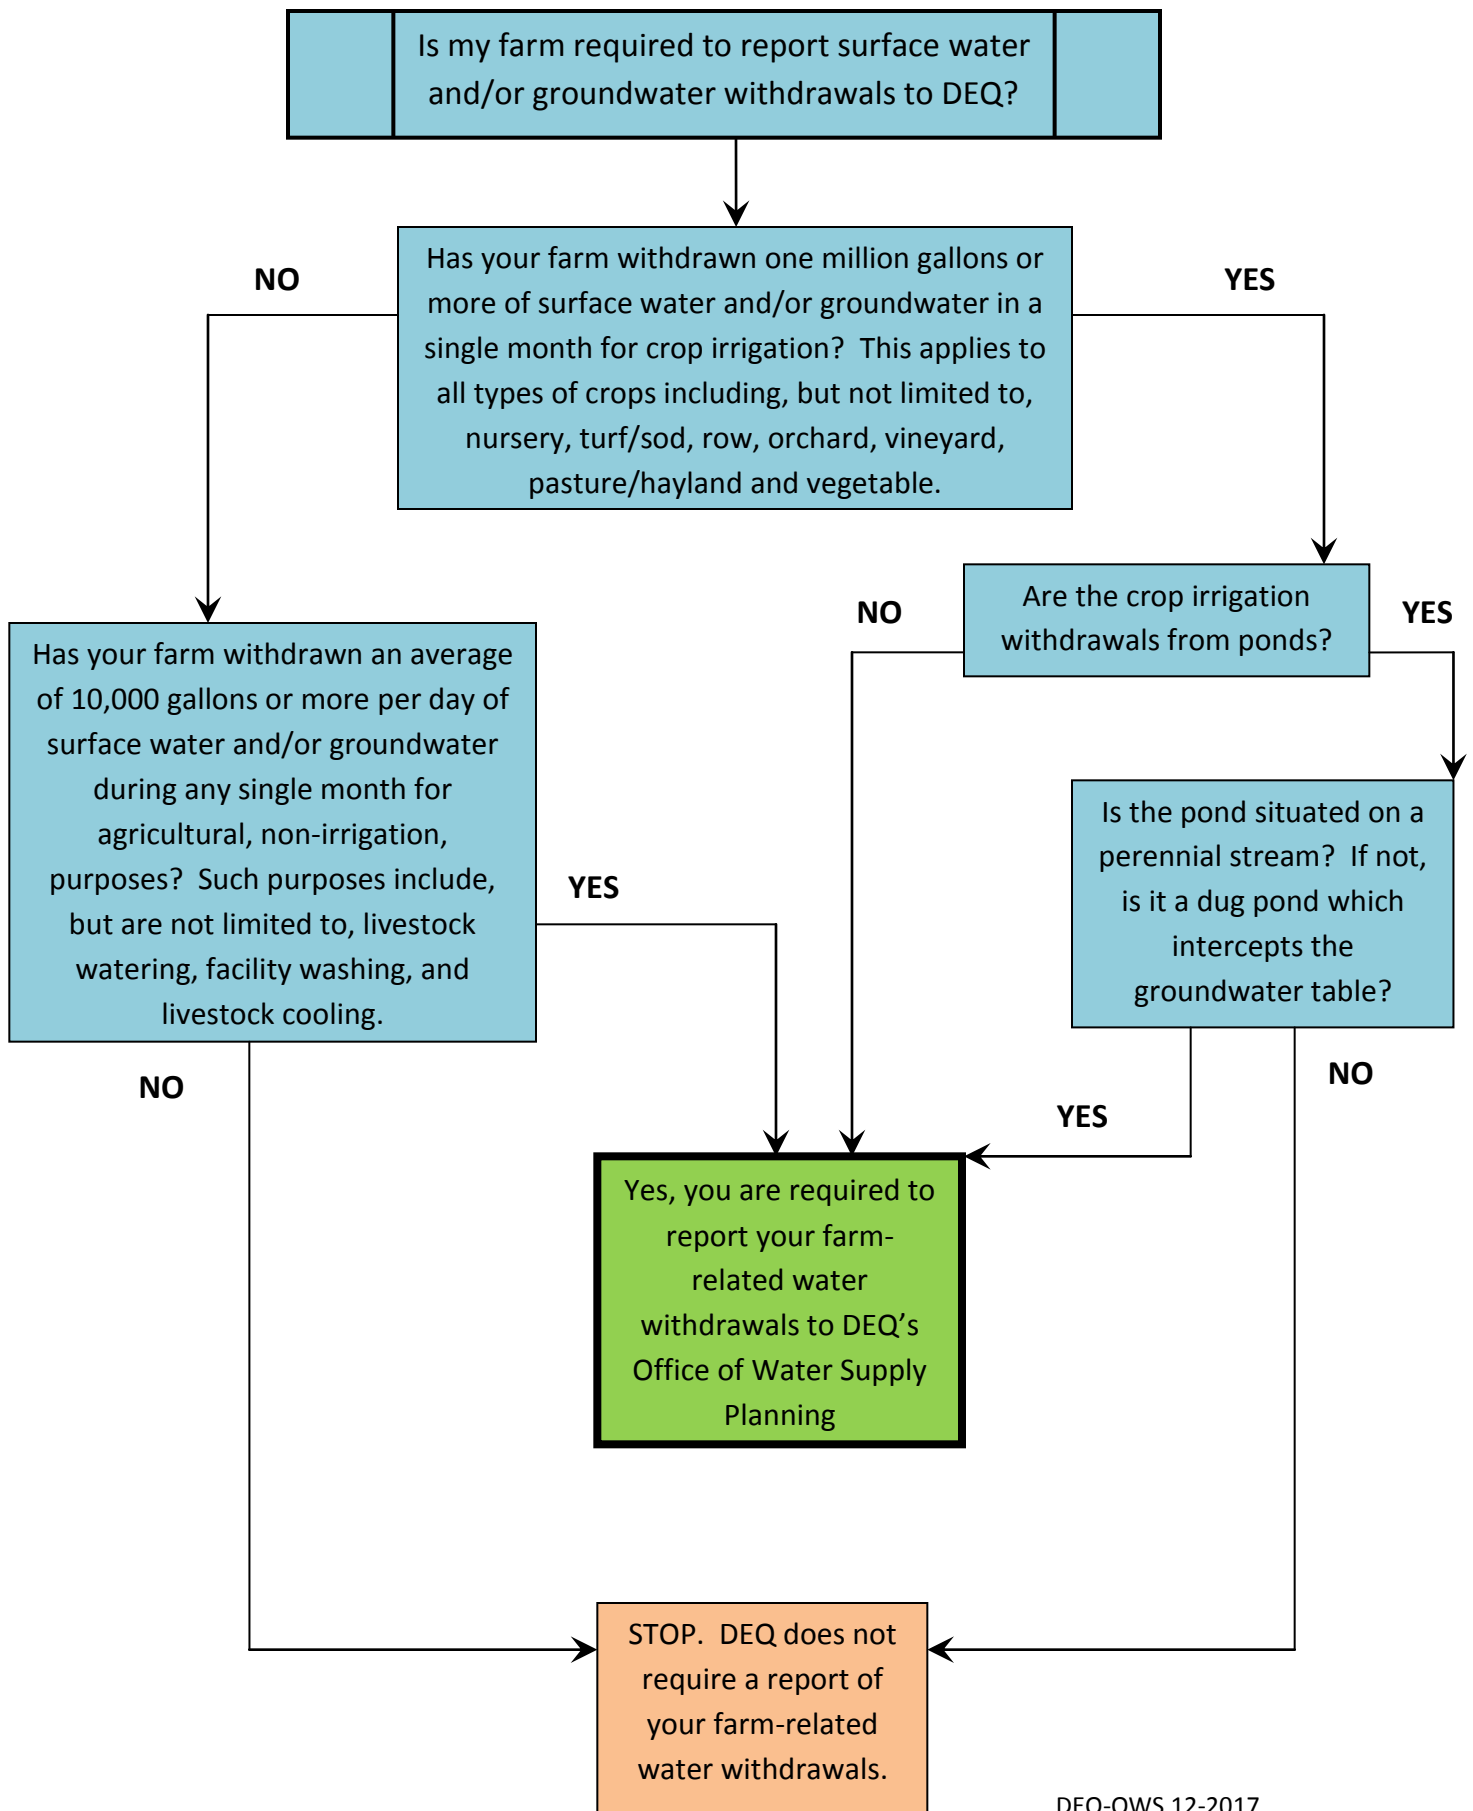 Is my farm required to report surface water
and/or groundwater withdrawals to DEQ?
NO
YES
Has your farm withdrawn one million gallons or
more of surface water and/or groundwater in a
single month for crop irrigation?  This applies to
all types of crops including, but not limited to,
nursery, turf/sod, row, orchard, vineyard,
pasture/hayland and vegetable.
NO
Are the crop irrigation
withdrawals from ponds?
YES
Has your farm withdrawn an average
of 10,000 gallons or more per day of
surface water and/or groundwater
during any single month for
agricultural, non-irrigation,
purposes?  Such purposes include,
but are not limited to, livestock
watering, facility washing, and
livestock cooling.
YES
Is the pond situated on a
perennial stream?  If not,
is it a dug pond which
intercepts the
groundwater table?
NO
YES
NO
Yes, you are required to
report your farm-
related water
withdrawals to DEQ’s
Office of Water Supply
Planning
STOP.  DEQ does not
require a report of
your farm-related
water withdrawals.
DEQ-OWS 12-2017